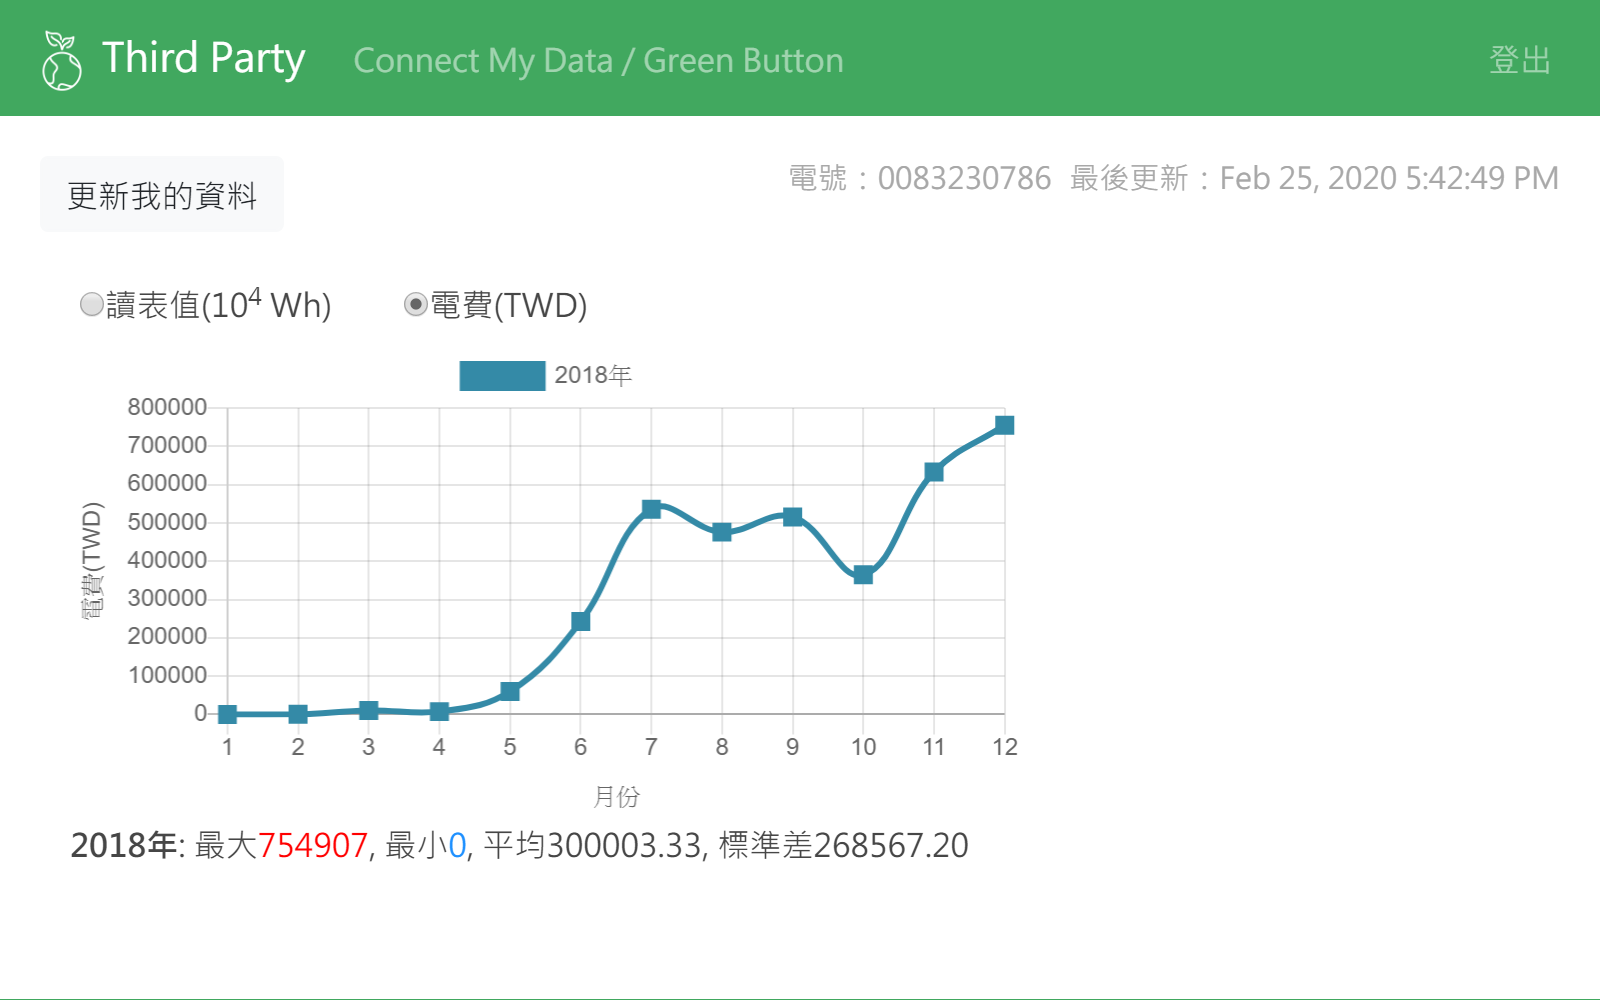 Third Party Connect My Data / Green Button 登出
更新我的資料 電號：0083230786 最後更新：Feb 25, 2020 5:42:49 PM
讀表值(10⁴ Wh) 電費(TWD)
2018年
電費(TWD)
800000
700000
600000
500000
400000
300000
200000
100000
0
1 2 3 4 5 6 7 8 9 10 11 12
月份
2018年: 最大754907, 最小0, 平均300003.33, 標準差268567.20